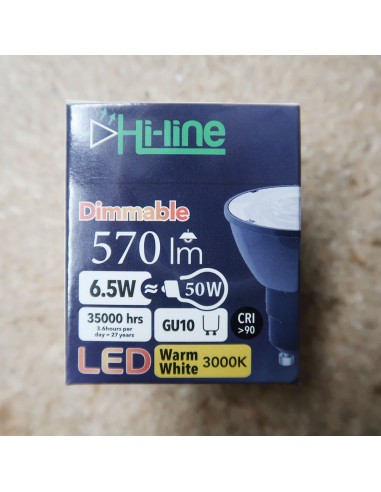 Hi-line
Dimmable
570 lm
6.5W ≈ 50W
35000 hrs
3.6hours per
day = 27 years
GU10
CRI
>90
LED
Warm
White
3000K